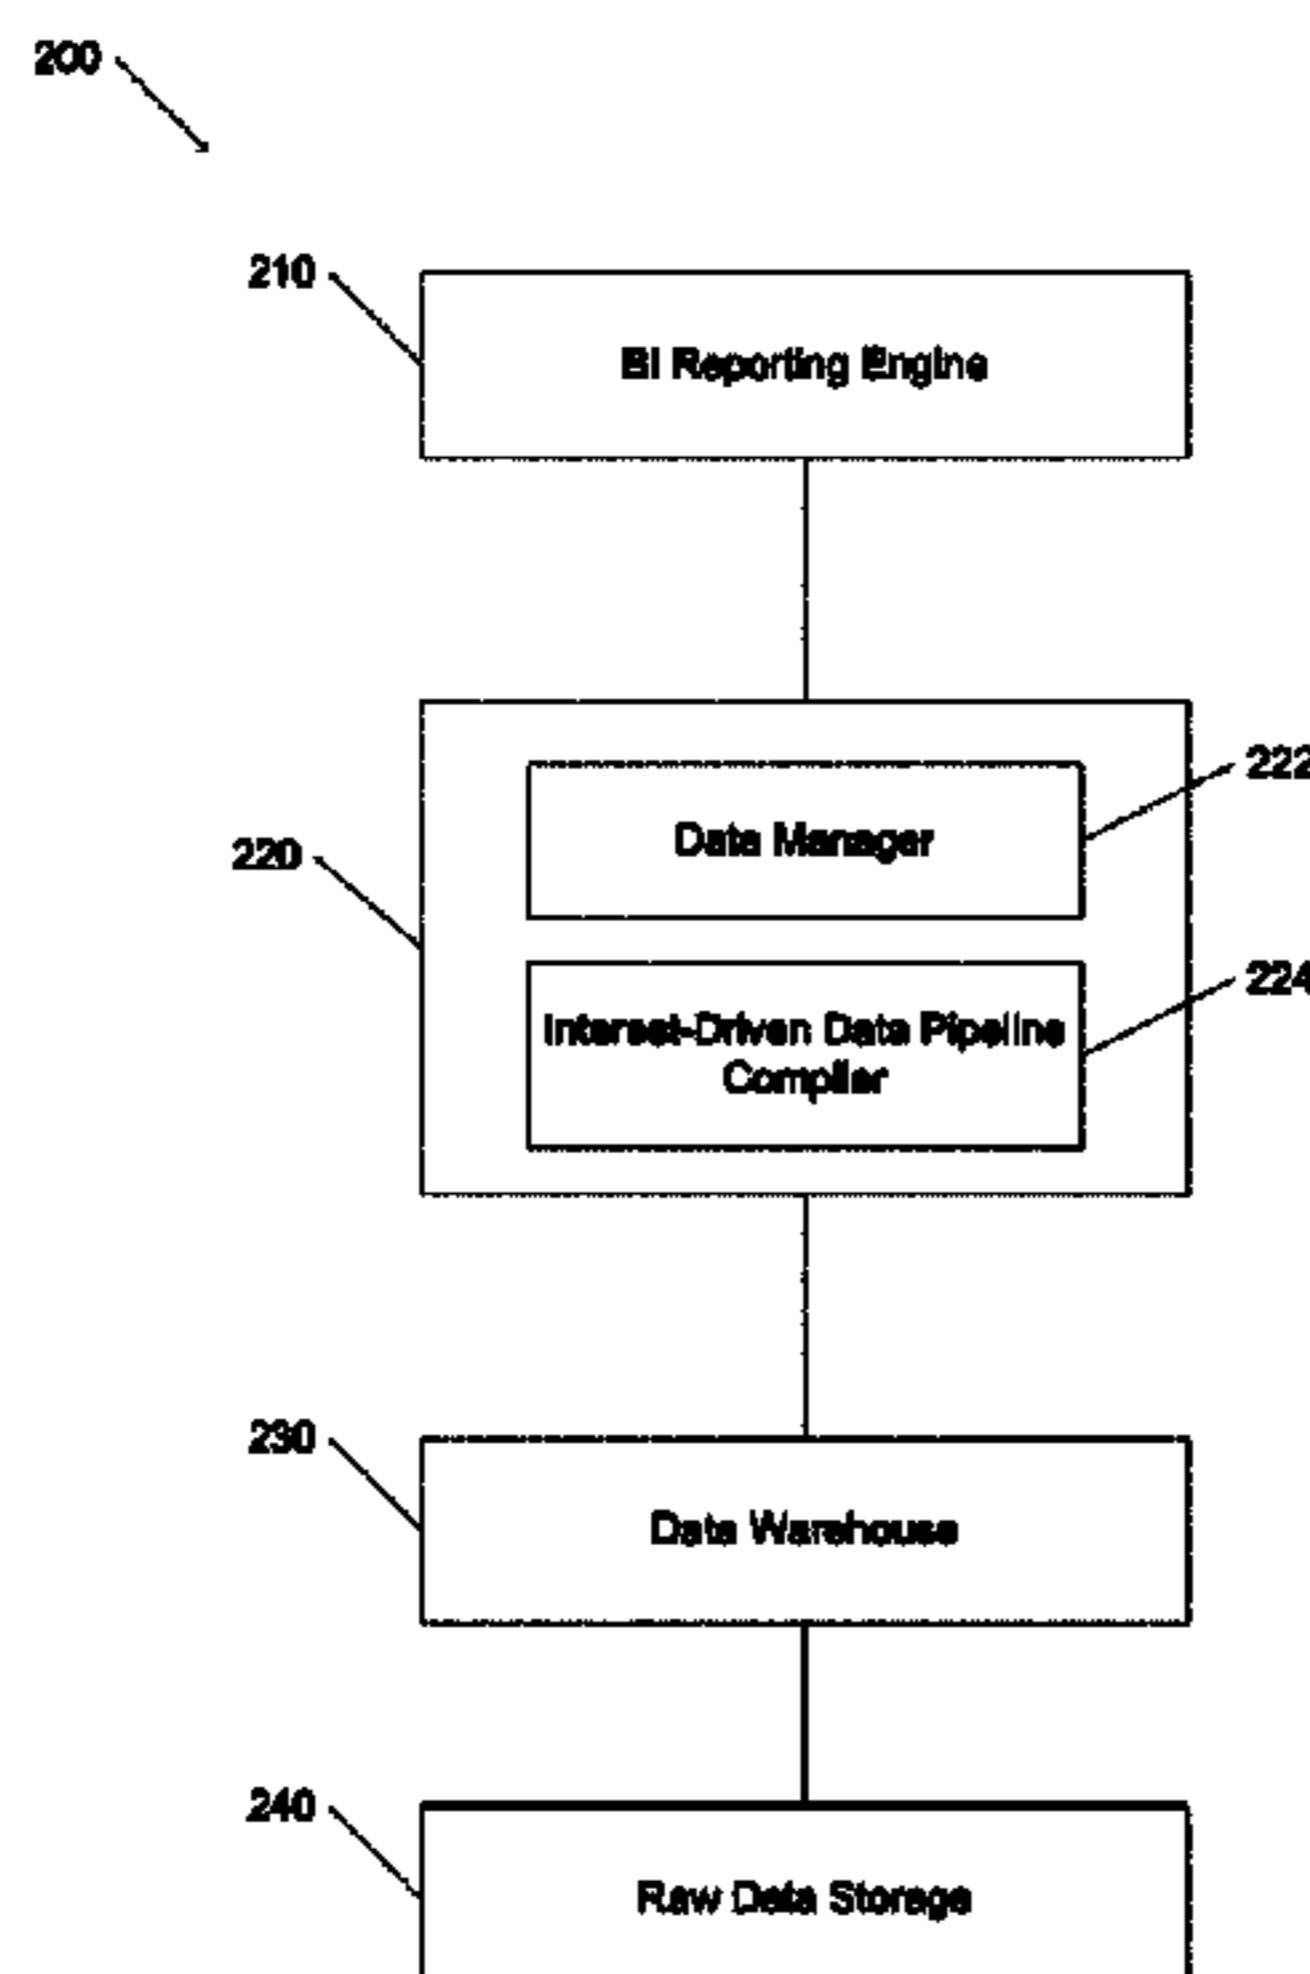 200
210
BI Reporting Engine
222
Data Manager
220
224
Interest-Driven Data Pipeline
Compiler
230
Data Warehouse
240
Raw Data Storage